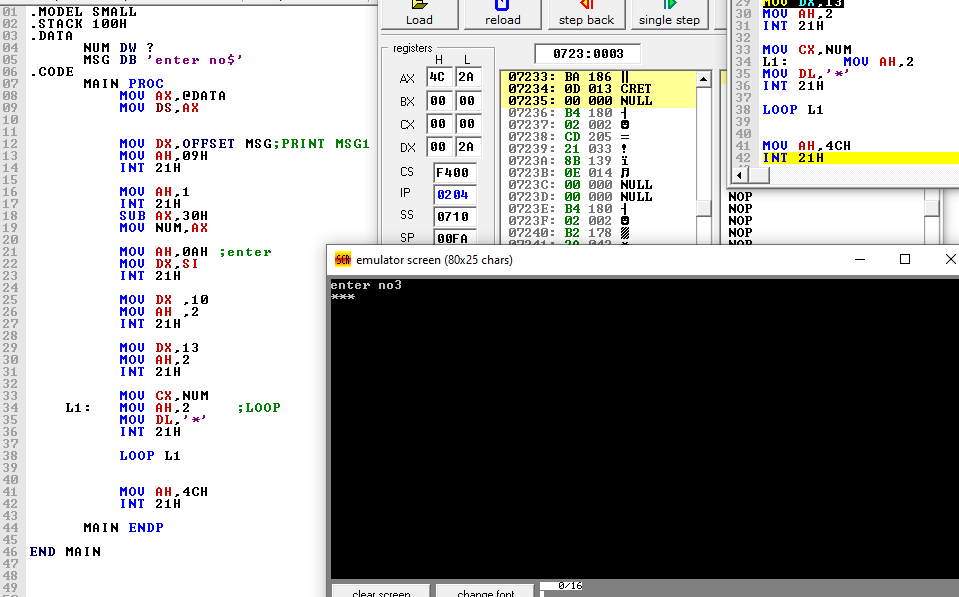 01 .MODEL SMALL
02 .STACK 100H
03 .DATA
04 NUM DW ?
05 MSG DB 'enter no$'
06 .CODE
07 MAIN PROC
08 MOV AX,@DATA
09 MOV DS,AX
10
11
12 MOV DX,OFFSET MSG;PRINT MSG1
13 MOV AH,09H
14 INT 21H
15
16 MOV AH,1
17 INT 21H
18 SUB AX,30H
19 MOV NUM,AX
20
21 MOV AH,0AH ;enter
22 MOV DX,SI
23 INT 21H
24
25 MOV DX ,10
26 MOV AH ,2
27 INT 21H
28
29 MOV DX,13
30 MOV AH,2
31 INT 21H
32
33 MOV CX,NUM
34 L1: MOV AH,2 ;LOOP
35 MOV DL,'*'
36 INT 21H
37
38 LOOP L1
39
40
41 MOV AH,4CH
42 INT 21H
43
44 MAIN ENDP
45
46 END MAIN
47
48
49
Load reload step back single step
registers
H L
AX 4C 2A
BX 00 00
CX 00 00
DX 00 2A
CS F400
IP 0204
SS 0710
SP 00FA
0723:0003
07233: BA 186 ║
07234: 0D 013 CRET
07235: 00 000 NULL
07236: B4 180 ┤
07237: 02 002 ☻
07238: CD 205 =
07239: 21 033 !
0723A: 8B 139 ï
0723B: 0E 014 ♫
0723C: 00 000 NULL
0723D: 00 000 NULL
0723E: B4 180 ┤
0723F: 02 002 ☻
07240: B2 178 ▓
07241: 2A 042 *
29 MOV DX,13
30 MOV AH,2
31 INT 21H
32
33 MOV CX,NUM
34 L1: MOV AH,2
35 MOV DL,'*'
36 INT 21H
37
38 LOOP L1
39
40
41 MOV AH,4CH
42 INT 21H
NOP
NOP
NOP
NOP
NOP
SCR emulator screen (80x25 chars)
enter no3
***
clear screen change font 0/16